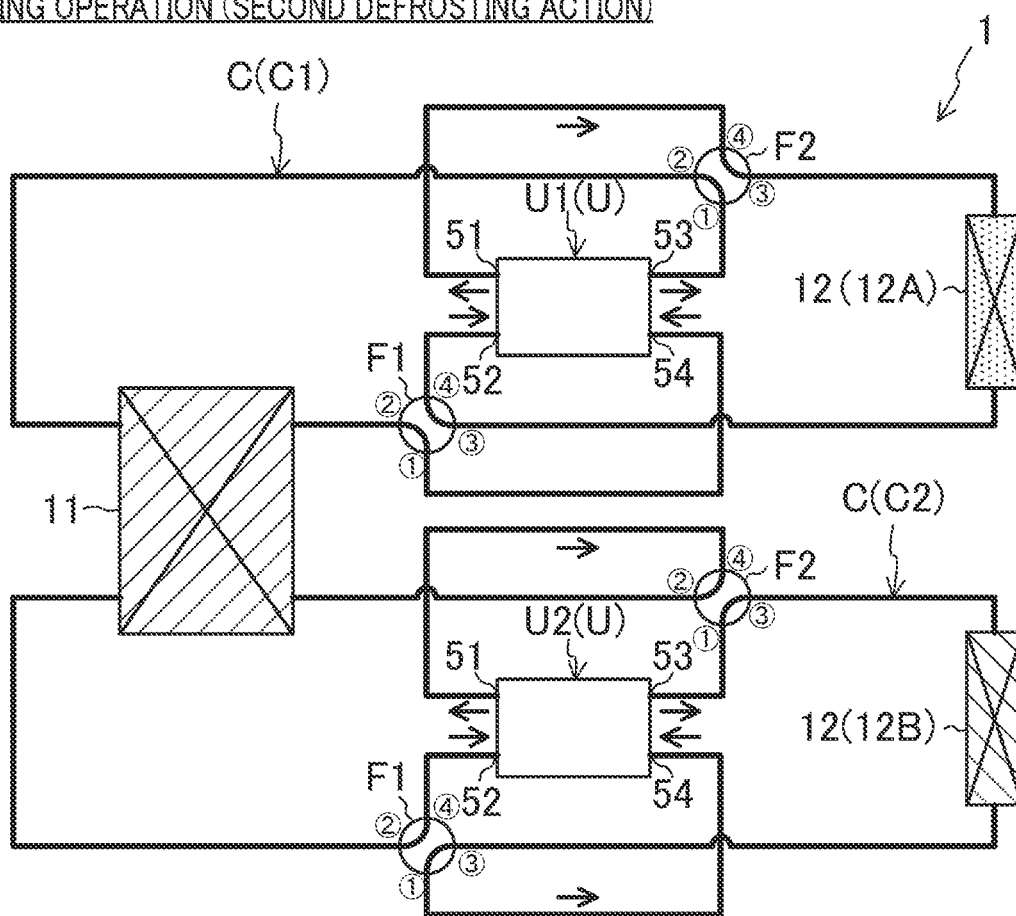 OPERATION (SECOND DEFROSTING ACTION)
1
C(C1)
④
F2
②
③
①
U1(U)
51
53
12(12A)
F1
④
52
54
②
③
①
11
C(C2)
④
F2
②
③
①
U2(U)
51
53
12(12B)
F1
④
52
54
②
③
①